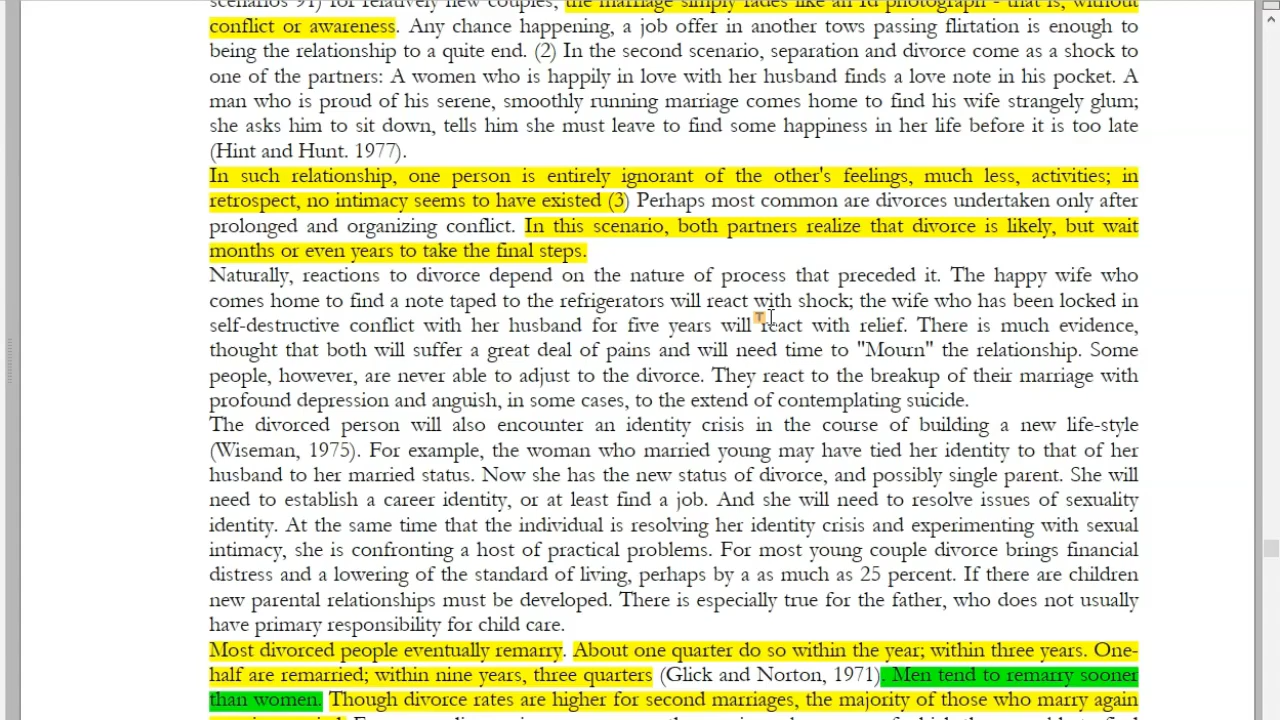 scenarios 91) for relatively new couples, the marriage simply fades like an photograph - that is, without
conflict or awareness. Any chance happening, a job offer in another tows passing flirtation is enough to
being the relationship to a quite end. (2) In the second scenario, separation and divorce come as a shock to
one of the partners: A women who is happily in love with her husband finds a love note in his pocket. A
man who is proud of his serene, smoothly running marriage comes home to find his wife strangely glum;
she asks him to sit down, tells him she must leave to find some happiness in her life before it is too late
(Hint and Hunt. 1977).
In such relationship, one person is entirely ignorant of the other's feelings, much less, activities; in
retrospect, no intimacy seems to have existed (3) Perhaps most common are divorces undertaken only after
prolonged and organizing conflict. In this scenario, both partners realize that divorce is likely, but wait
months or even years to take the final steps.
Naturally, reactions to divorce depend on the nature of process that preceded it. The happy wife who
comes home to find a note taped to the refrigerators will react with shock; the wife who has been locked in
self-destructive conflict with her husband for five years will react with relief. There is much evidence,
thought that both will suffer a great deal of pains and will need time to "Mourn" the relationship. Some
people, however, are never able to adjust to the divorce. They react to the breakup of their marriage with
profound depression and anguish, in some cases, to the extend of contemplating suicide.
The divorced person will also encounter an identity crisis in the course of building a new life-style
(Wiseman, 1975). For example, the woman who married young may have tied her identity to that of her
husband to her married status. Now she has the new status of divorce, and possibly single parent. She will
need to establish a career identity, or at least find a job. And she will need to resolve issues of sexuality
identity. At the same time that the individual is resolving her identity crisis and experimenting with sexual
intimacy, she is confronting a host of practical problems. For most young couple divorce brings financial
distress and a lowering of the standard of living, perhaps by a as much as 25 percent. If there are children
new parental relationships must be developed. There is especially true for the father, who does not usually
have primary responsibility for child care.
Most divorced people eventually remarry. About one quarter do so within the year; within three years. One-
half are remarried; within nine years, three quarters (Glick and Norton, 1971). Men tend to remarry sooner
than women. Though divorce rates are higher for second marriages, the majority of those who marry again